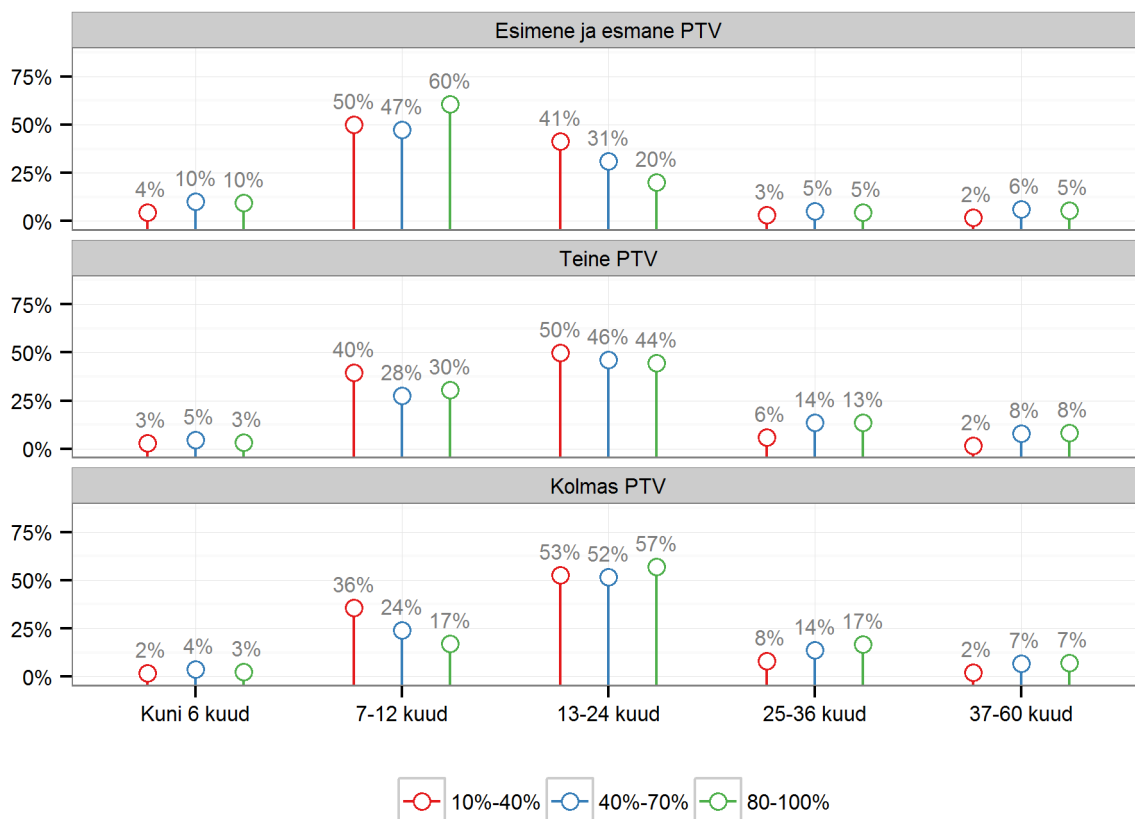 Esimene ja esmane PTV
75%
50%
25%
0%
4% 10% 10% 50% 47% 60% 41% 31% 20% 3% 5% 5% 2% 6% 5%
Teine PTV
75%
50%
25%
0%
3% 5% 3% 40% 28% 30% 50% 46% 44% 6% 14% 13% 2% 8% 8%
Kolmas PTV
75%
50%
25%
0%
2% 4% 3% 36% 24% 17% 53% 52% 57% 8% 14% 17% 2% 7% 7%
Kuni 6 kuud 7-12 kuud 13-24 kuud 25-36 kuud 37-60 kuud
10%-40% 40%-70% 80-100%